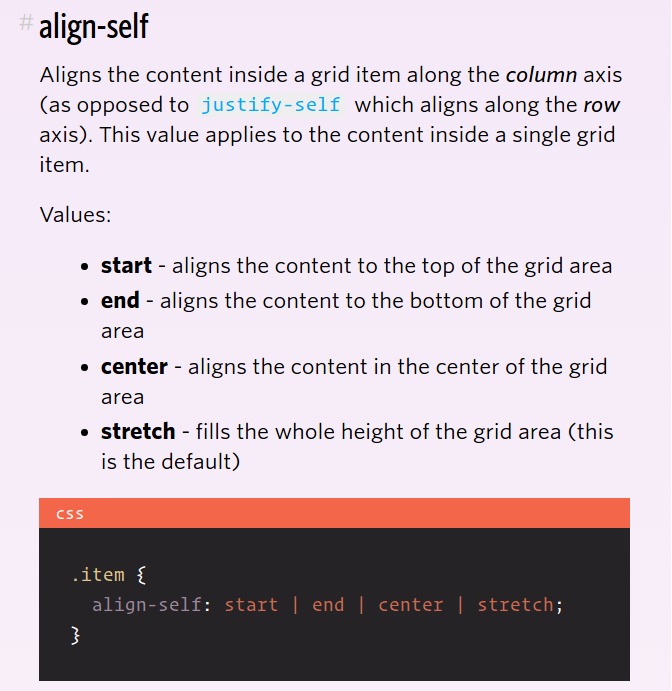 # align-self
Aligns the content inside a grid item along the column axis
(as opposed to justify-self which aligns along the row
axis). This value applies to the content inside a single grid
item.
Values:
• start - aligns the content to the top of the grid area
• end - aligns the content to the bottom of the grid
area
• center - aligns the content in the center of the grid
area
• stretch - fills the whole height of the grid area (this
is the default)
css
.item {
  align-self: start | end | center | stretch;
}